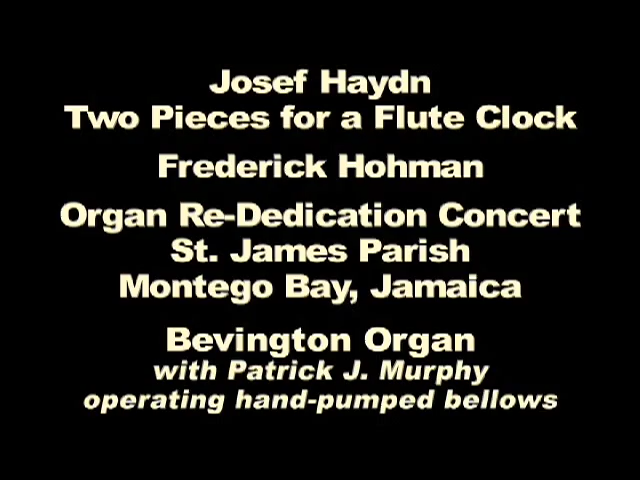 Josef Haydn
Two Pieces for a Flute Clock
Frederick Hohman
Organ Re-Dedication Concert
St. James Parish
Montego Bay, Jamaica
Bevington Organ
with Patrick J. Murphy
operating hand-pumped bellows